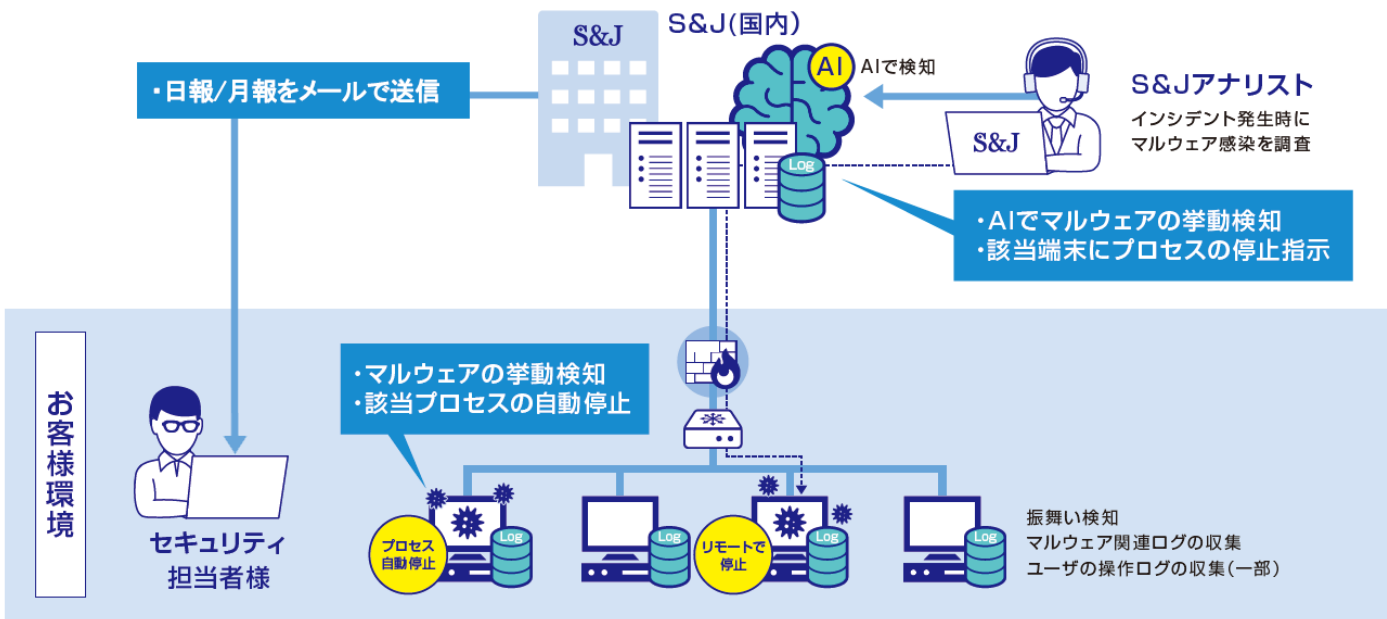 S&J
S&J(国内)
AI
AIで検知
S&Jアナリスト
インシデント発生時に
マルウェア感染を調査
S&J
Log
・日報/月報をメールで送信
・AIでマルウェアの挙動検知
・該当端末にプロセスの停止指示
お客様環境
・マルウェアの挙動検知
・該当プロセスの自動停止
セキュリティ
担当者様
プロセス
自動停止
Log
Log
リモートで
停止
Log
Log
振舞い検知
マルウェア関連ログの収集
ユーザの操作ログの収集(一部)